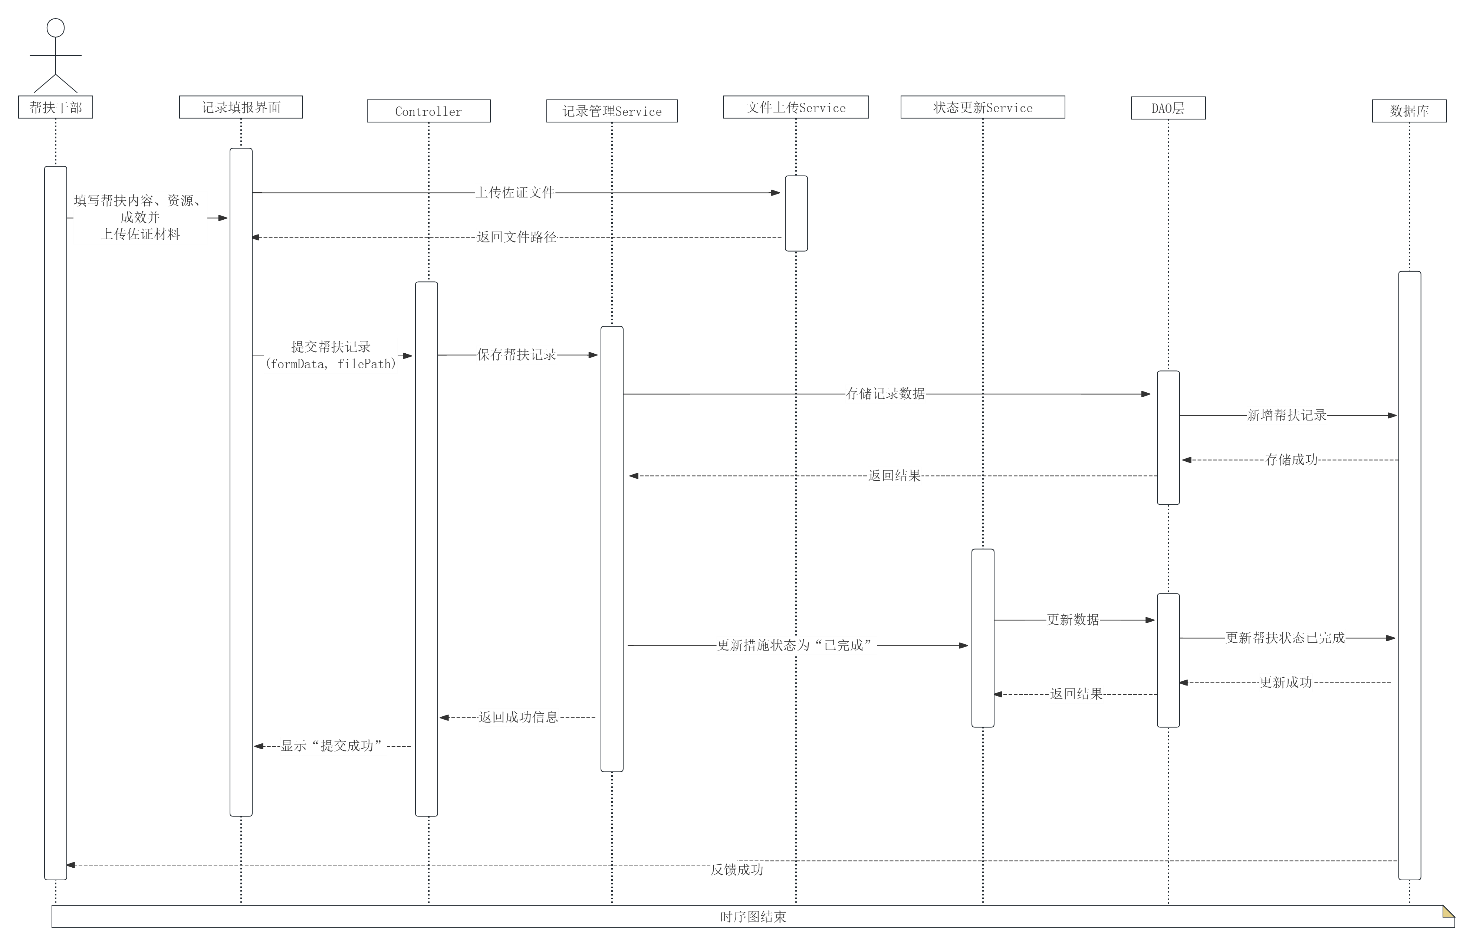 帮扶干部
记录填报界面
Controller
记录管理Service
文件上传Service
状态更新Service
DAO层
数据库
上传佐证文件
填写帮扶内容、资源、
成效并
上传佐证材料
返回文件路径
提交帮扶记录
(formData, filePath)
保存帮扶记录
存储记录数据
新增帮扶记录
存储成功
返回结果
更新数据
更新帮扶状态已完成
更新措施状态为“已完成”
更新成功
返回结果
返回成功信息
显示“提交成功”
反馈成功
时序图结束